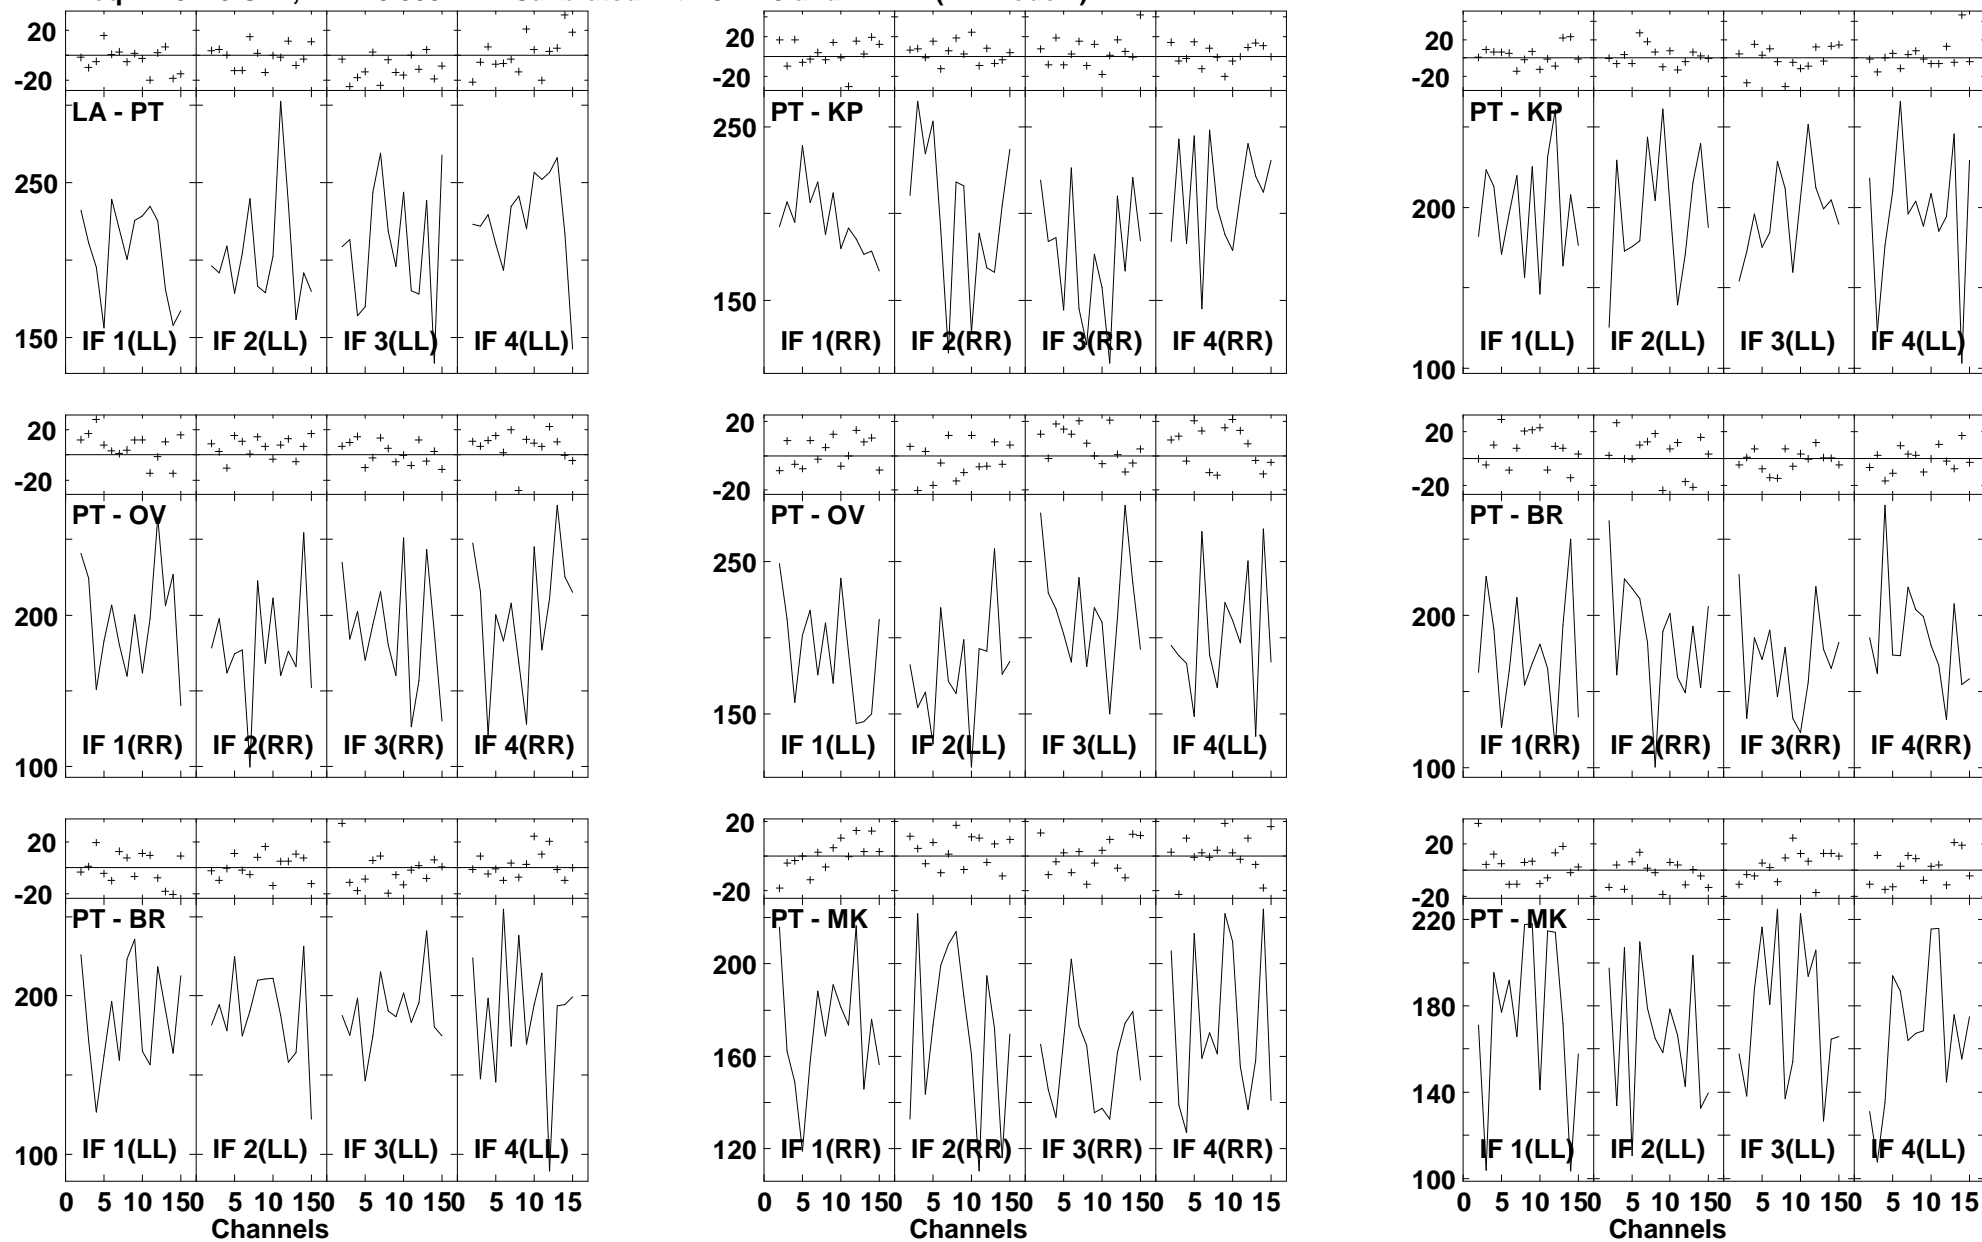 20 20 20
-20 -20 -20
LA - PT PT - KP PT - KP
250 250 200
150 150 100
IF 1(LL) IF 2(LL) IF 3(LL) IF 4(LL) IF 1(RR) IF 2(RR) IF 3(RR) IF 4(RR) IF 1(LL) IF 2(LL) IF 3(LL) IF 4(LL)
20 20 20
-20 -20 -20
PT - OV PT - OV PT - BR
200 250 200
100 150 100
IF 1(RR) IF 2(RR) IF 3(RR) IF 4(RR) IF 1(LL) IF 2(LL) IF 3(LL) IF 4(LL) IF 1(RR) IF 2(RR) IF 3(RR) IF 4(RR)
20 20 20
-20 -20 -20
PT - BR PT - MK PT - MK
200 200 220
100 160 180
120 140
100
IF 1(LL) IF 2(LL) IF 3(LL) IF 4(LL) IF 1(RR) IF 2(RR) IF 3(RR) IF 4(RR) IF 1(LL) IF 2(LL) IF 3(LL) IF 4(LL)
0 5 10 150 5 10 150 5 10 150 5 10 15 0 5 10 150 5 10 150 5 10 150 5 10 15 0 5 10 150 5 10 150 5 10 150 5 10 15
Channels Channels Channels